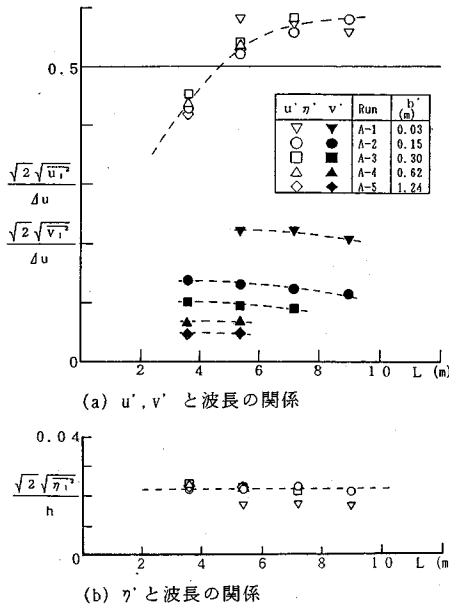 0.5
u' η' v' Run b' (m)
▽ ▼ A-1 0.03
○ ● A-2 0.15
□ ■ A-3 0.30
△ ▲ A-4 0.62
◇ ◆ A-5 1.24
√2 √u₁'²
Δu
√2 √v₁'²
Δu
0
2 4 6 8 10 L (m)
(a) u',v'と波長の関係
0.04
√2 √η₁'²
h
0
2 4 6 8 10 L (m
(b) η'と波長の関係